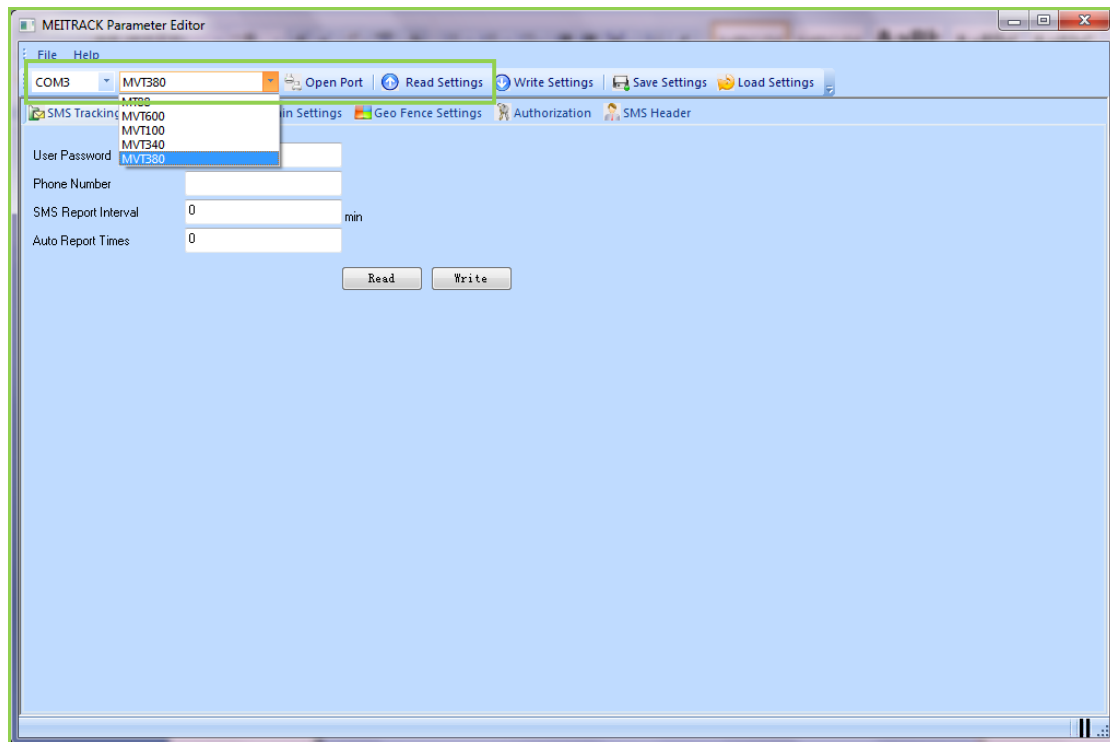 MEITRACK Parameter Editor
File Help
COM3 MVT380 Open Port Read Settings Write Settings Save Settings Load Settings
SMS Tracking in Settings Geo Fence Settings Authorization SMS Header
MVT600
MVT100
MVT340
MVT380
User Password
Phone Number
SMS Report Interval 0 min
Auto Report Times 0
Read Write